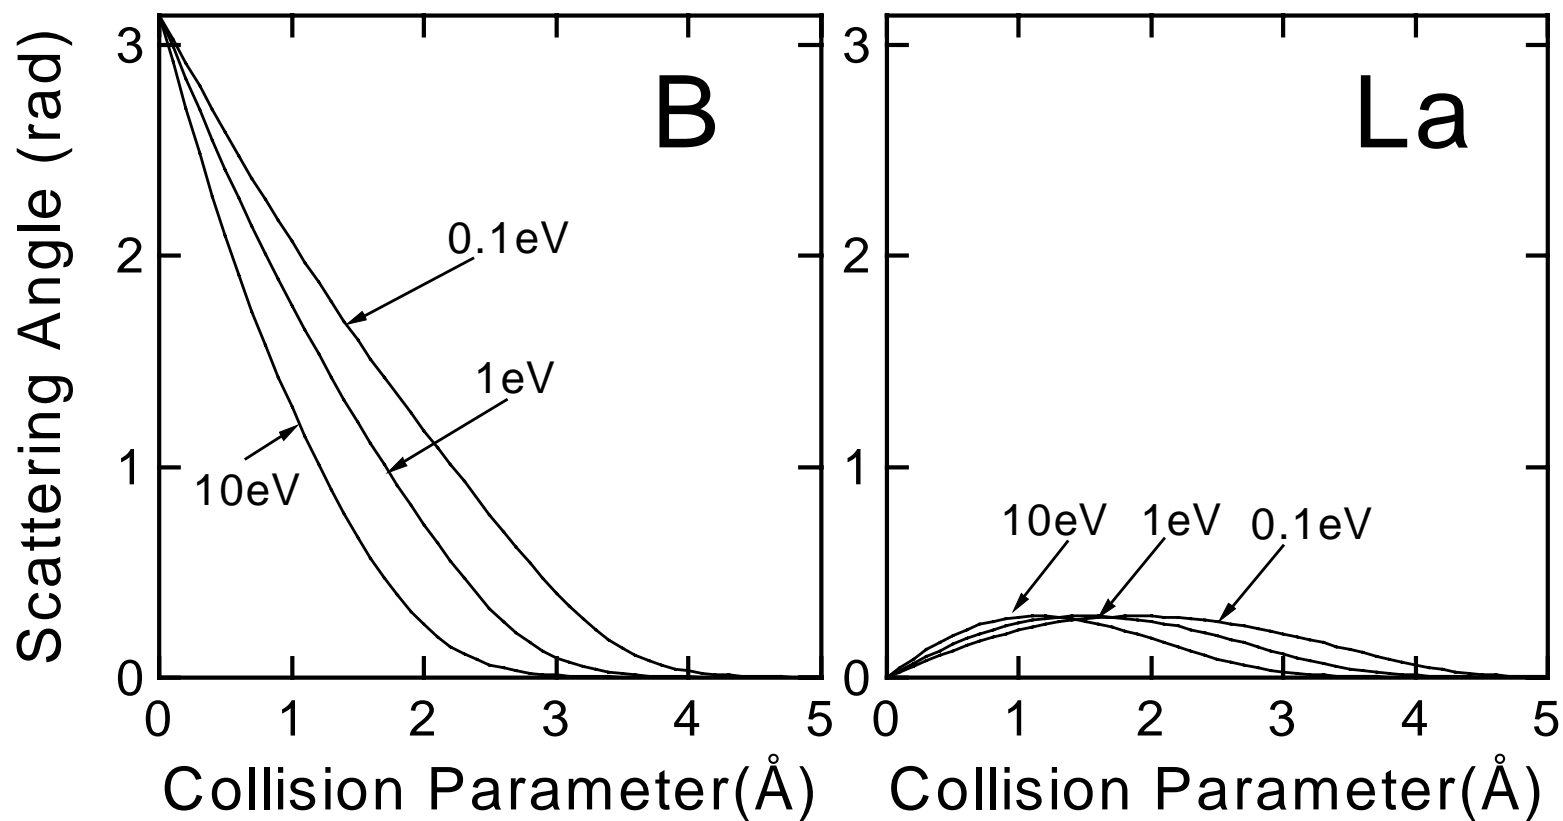 Scattering Angle (rad)
3
2
1
0
B
0.1eV
1eV
10eV
0 1 2 3 4 5
Collision Parameter(Å)
3
2
1
0
La
10eV 1eV 0.1eV
0 1 2 3 4 5
Collision Parameter(Å)